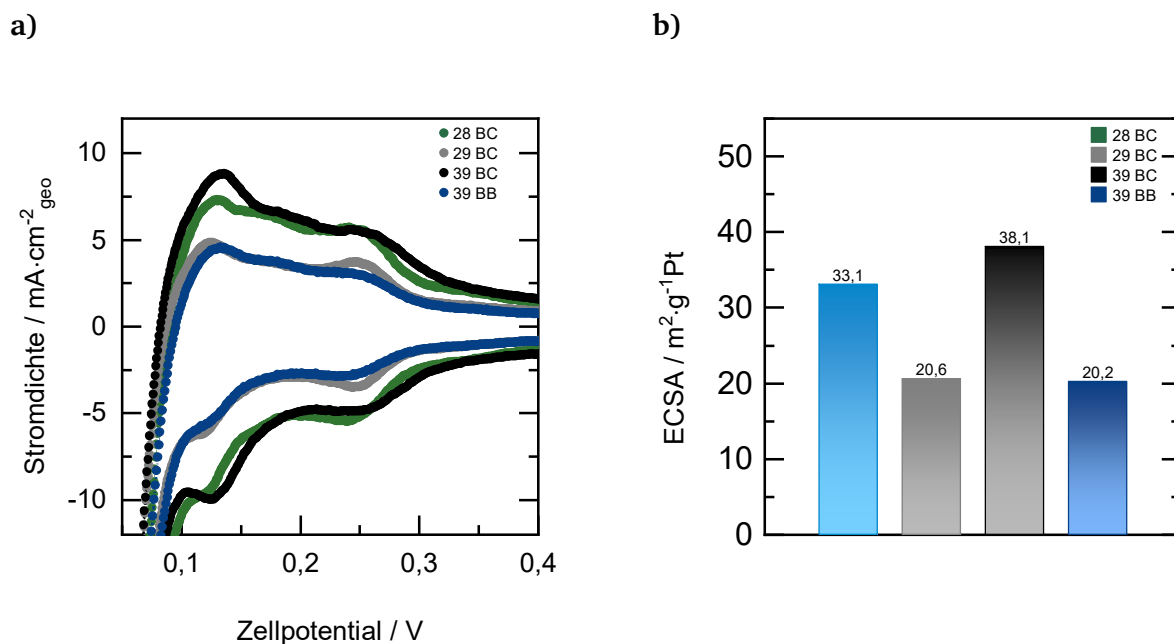 a)
b)
28 BC
29 BC
39 BC
39 BB
10
5
0
-5
-10
0,1
0,2
0,3
0,4
Stromdichte / mA·cm-2geo
Zellpotential / V
28 BC
29 BC
39 BC
39 BB
50
40
30
20
10
0
33,1
20,6
38,1
20,2
ECSA / m2·g-1Pt